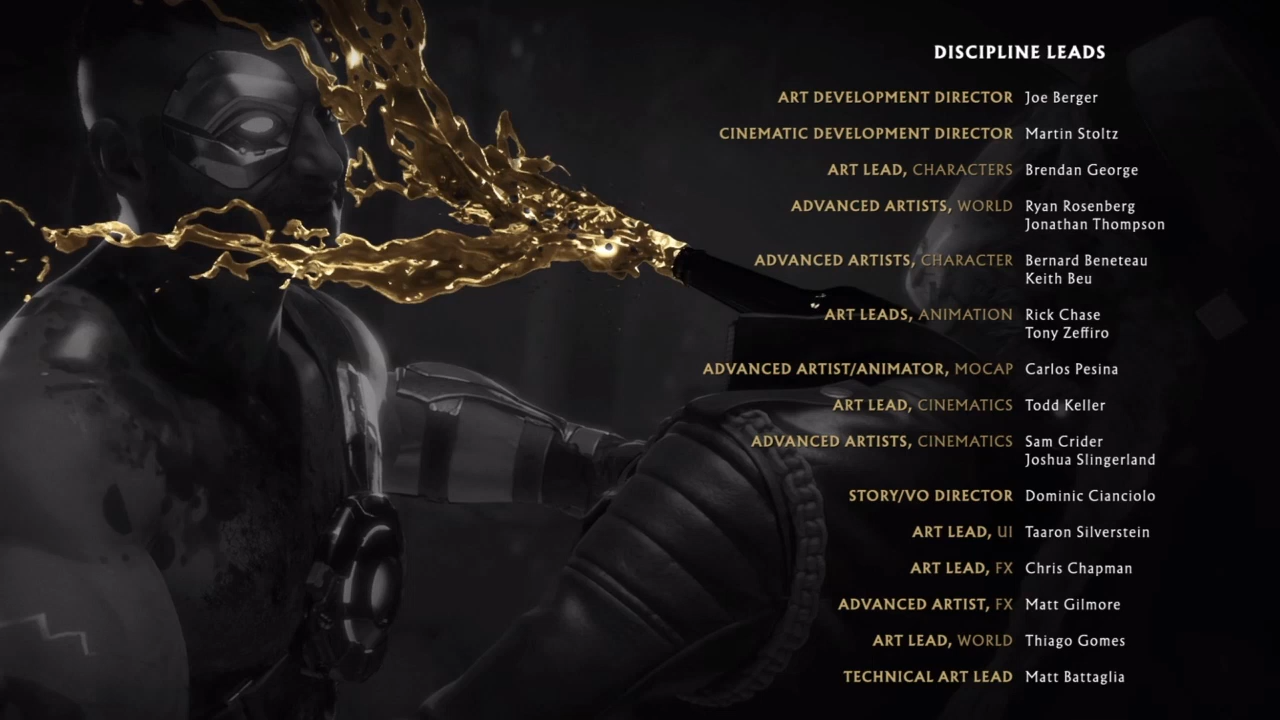 DISCIPLINE LEADS
ART DEVELOPMENT DIRECTOR Joe Berger
CINEMATIC DEVELOPMENT DIRECTOR Martin Stoltz
ART LEAD, CHARACTERS Brendan George
ADVANCED ARTISTS, WORLD Ryan Rosenberg
Jonathan Thompson
ADVANCED ARTISTS, CHARACTER Bernard Beneteau
Keith Beu
ART LEADS, ANIMATION Rick Chase
Tony Zeffiro
ADVANCED ARTIST/ANIMATOR, MOCAP Carlos Pesina
ART LEAD, CINEMATICS Todd Keller
ADVANCED ARTISTS, CINEMATICS Sam Crider
Joshua Slingerland
STORY/VO DIRECTOR Dominic Cianciolo
ART LEAD, UI Taaron Silverstein
ART LEAD, FX Chris Chapman
ADVANCED ARTIST, FX Matt Gilmore
ART LEAD, WORLD Thiago Gomes
TECHNICAL ART LEAD Matt Battaglia